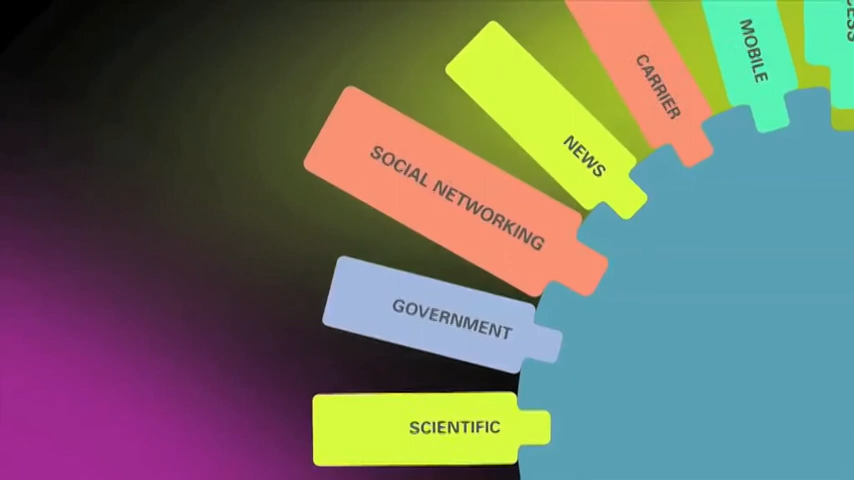 MOBILE
CARRIER
NEWS
SOCIAL NETWORKING
GOVERNMENT
SCIENTIFIC